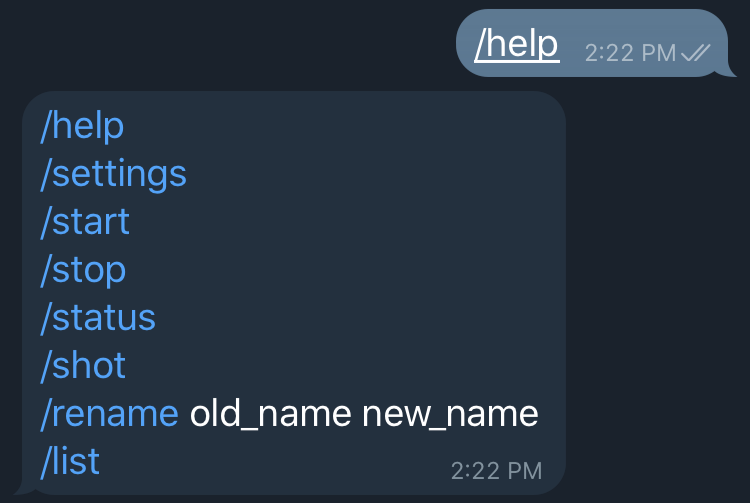 /help 2:22 PM
/help
/settings
/start
/stop
/status
/shot
/rename old_name new_name
/list 2:22 PM